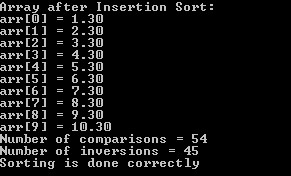 Array after Insertion Sort:
arr[0] = 1.30
arr[1] = 2.30
arr[2] = 3.30
arr[3] = 4.30
arr[4] = 5.30
arr[5] = 6.30
arr[6] = 7.30
arr[7] = 8.30
arr[8] = 9.30
arr[9] = 10.30
Number of comparisons = 54
Number of inversions = 45
Sorting is done correctly